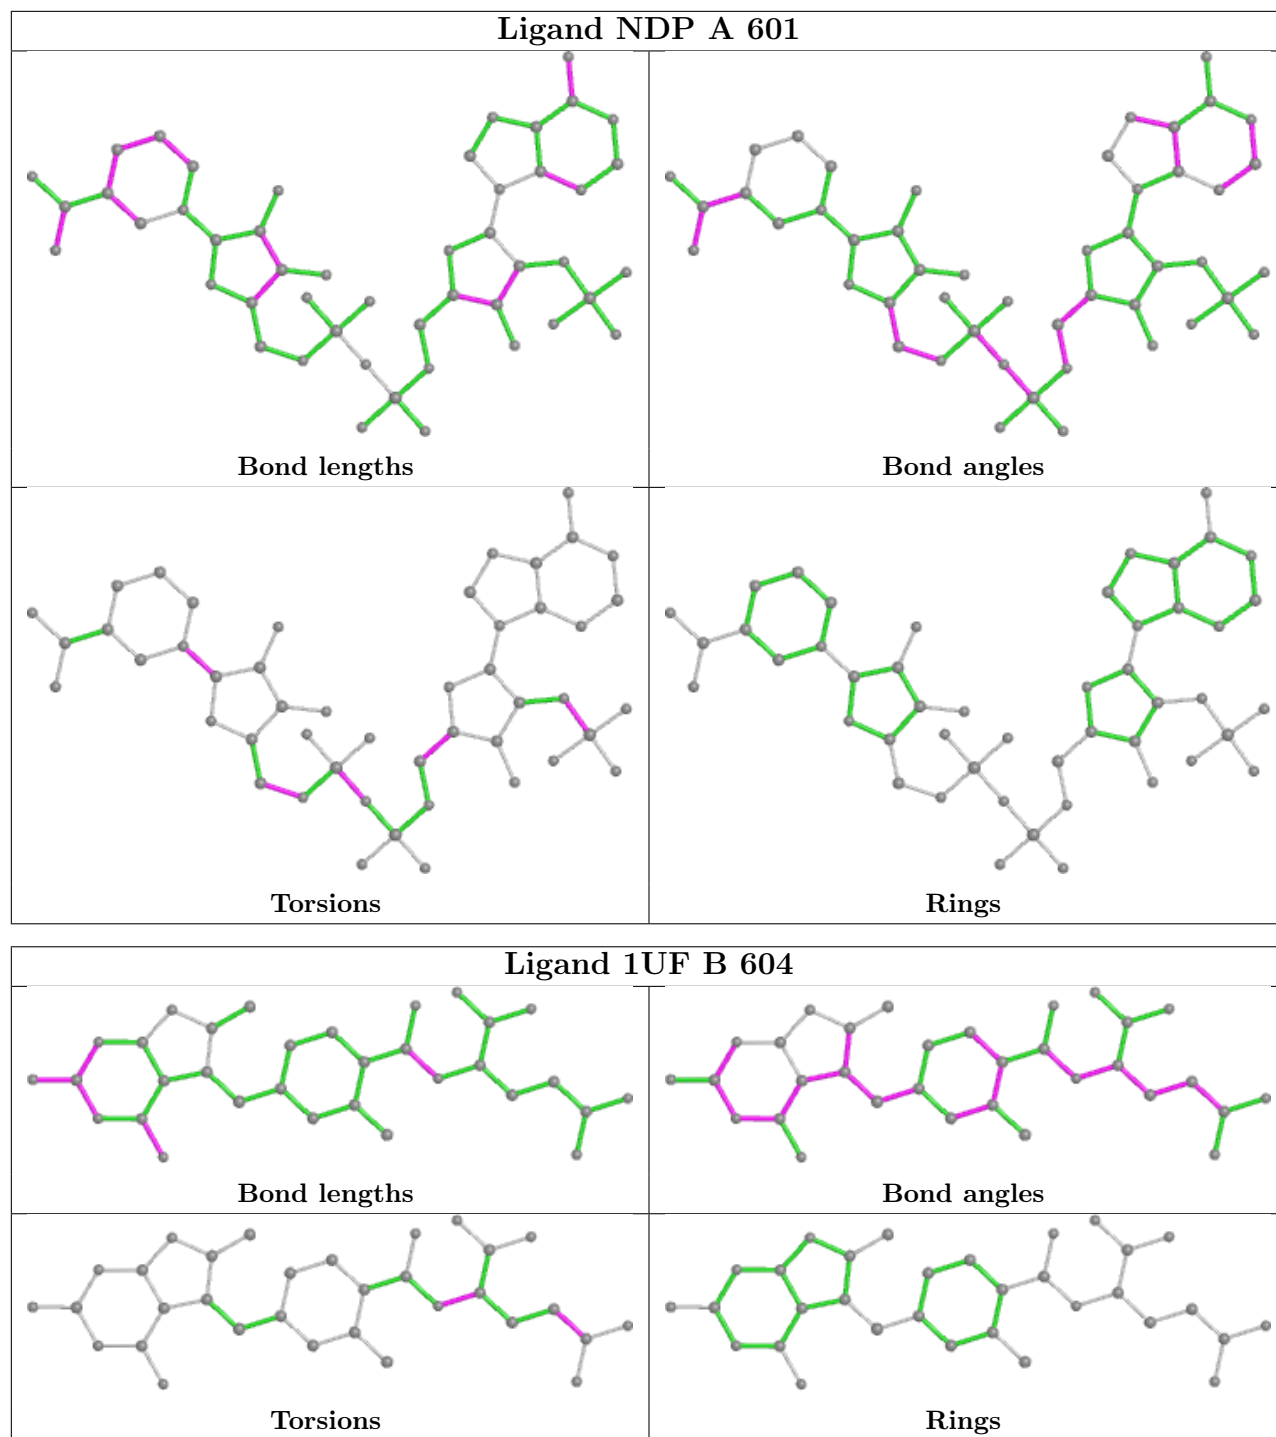 Ligand NDP A 601
Bond lengths
Bond angles
Torsions
Rings
Ligand 1UF B 604
Bond lengths
Bond angles
Torsions
Rings